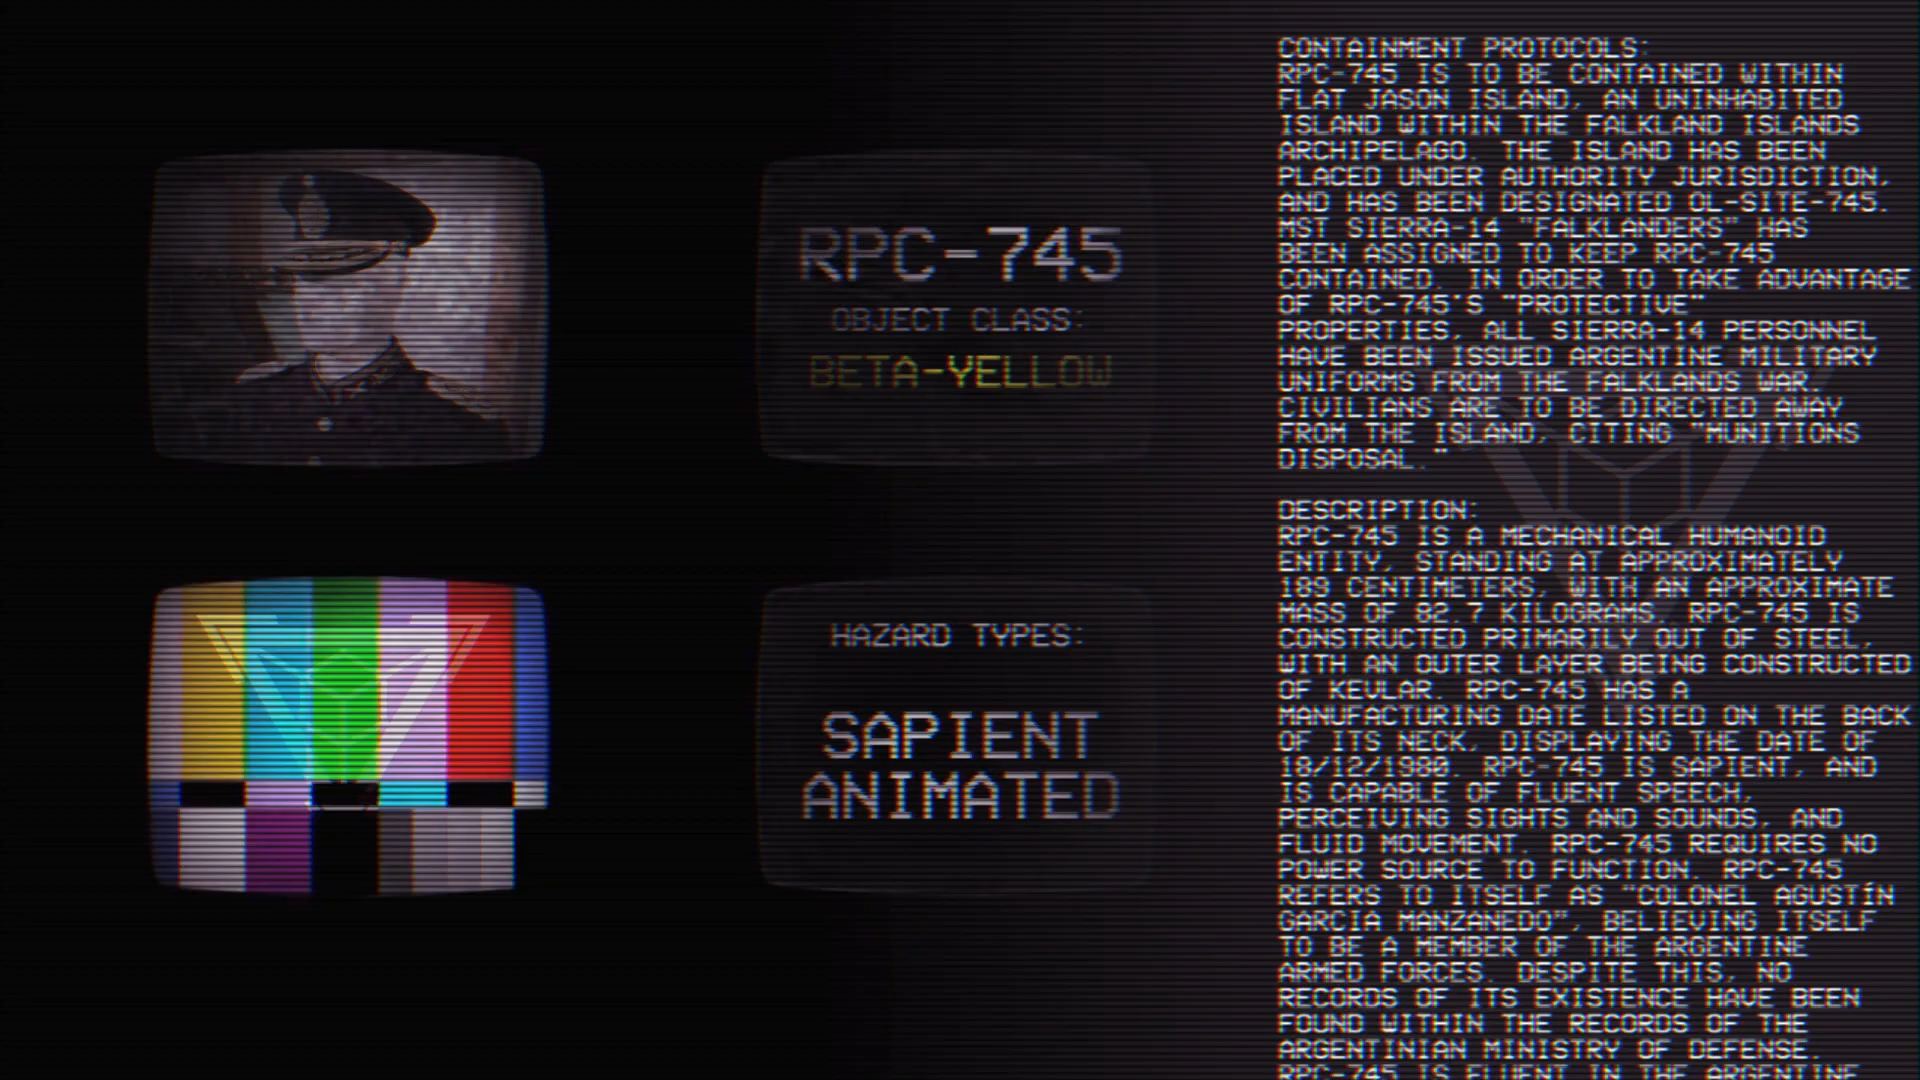 RPC-745
OBJECT CLASS:
BETA-YELLOW
HAZARD TYPES:
SAPIENT
ANIMATED
CONTAINMENT PROTOCOLS:
RPC-745 IS TO BE CONTAINED WITHIN
FLAT JASON ISLAND, AN UNINHABITED
ISLAND WITHIN THE FALKLAND ISLANDS
ARCHIPELAGO. THE ISLAND HAS BEEN
PLACED UNDER AUTHORITY JURISDICTION,
AND HAS BEEN DESIGNATED OL-SITE-745.
MST SIERRA-14 "FALKLANDERS" HAS
BEEN ASSIGNED TO KEEP RPC-745
CONTAINED. IN ORDER TO TAKE ADVANTAGE
OF RPC-745'S "PROTECTIVE"
PROPERTIES, ALL SIERRA-14 PERSONNEL
HAVE BEEN ISSUED ARGENTINE MILITARY
UNIFORMS FROM THE FALKLANDS WAR.
CIVILIANS ARE TO BE DIRECTED AWAY
FROM THE ISLAND, CITING "MUNITIONS
DISPOSAL."
DESCRIPTION:
RPC-745 IS A MECHANICAL HUMANOID
ENTITY, STANDING AT APPROXIMATELY
189 CENTIMETERS, WITH AN APPROXIMATE
MASS OF 82.7 KILOGRAMS. RPC-745 IS
CONSTRUCTED PRIMARILY OUT OF STEEL,
WITH AN OUTER LAYER BEING CONSTRUCTED
OF KEVLAR. RPC-745 HAS A
MANUFACTURING DATE LISTED ON THE BACK
OF ITS NECK, DISPLAYING THE DATE OF
18/12/1980. RPC-745 IS SAPIENT, AND
IS CAPABLE OF FLUENT SPEECH,
PERCEIVING SIGHTS AND SOUNDS, AND
FLUID MOVEMENT. RPC-745 REQUIRES NO
POWER SOURCE TO FUNCTION. RPC-745
REFERS TO ITSELF AS "COLONEL AGUSTÍN
GARCIA MANZANEDO", BELIEVING ITSELF
TO BE A MEMBER OF THE ARGENTINE
ARMED FORCES. DESPITE THIS, NO
RECORDS OF ITS EXISTENCE HAVE BEEN
FOUND WITHIN THE RECORDS OF THE
ARGENTINIAN MINISTRY OF DEFENSE.
RPC-745 IS FLUENT IN THE ARGENTINE